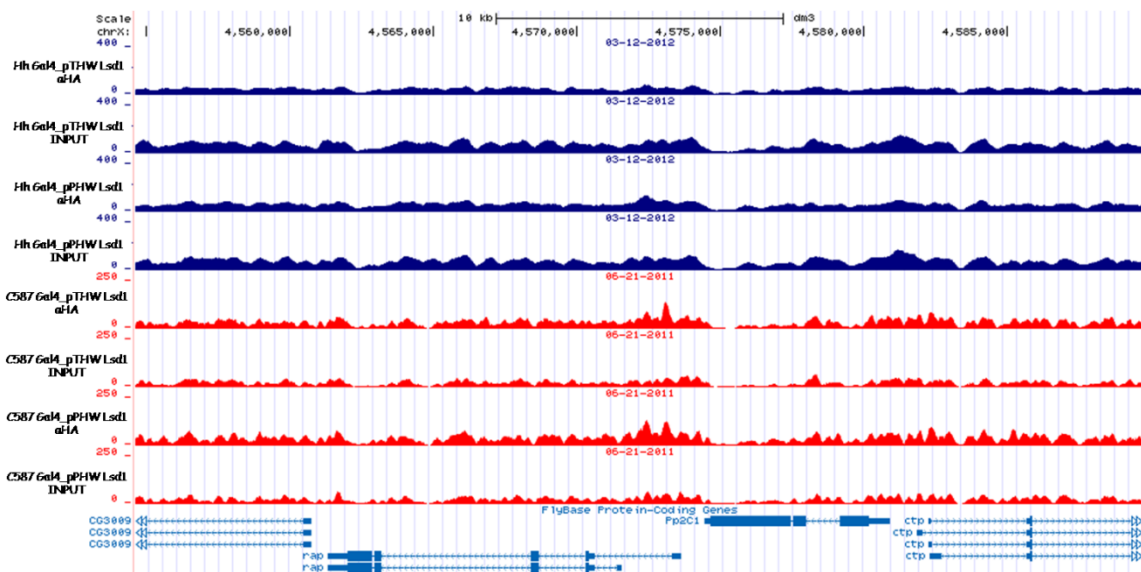 Scale 10 kb dm3
chrX: 4,560,000 4,565,000 4,570,000 4,575,000 4,580,000 4,585,000
400 _ 03-12-2012
Hh Gal4_pTHW Lsd1
aHA
0 _
400 _ 03-12-2012
Hh Gal4_pTHW Lsd1
INPUT
0 _
400 _ 03-12-2012
Hh Gal4_pPHW Lsd1
aHA
0 _
400 _ 03-12-2012
Hh Gal4_pPHW Lsd1
INPUT
0 _
250 _ 06-21-2011
C587 Gal4_pTHW Lsd1
aHA
0 _
250 _ 06-21-2011
C587 Gal4_pTHW Lsd1
INPUT
0 _
250 _ 06-21-2011
C587 Gal4_pPHW Lsd1
aHA
0 _
250 _ 06-21-2011
C587 Gal4_pPHW Lsd1
INPUT
0 _
FlyBase Protein-Coding Genes
CG3009 Pp2C1 ctp
CG3009 ctp
CG3009 ctp
rap ctp
rap